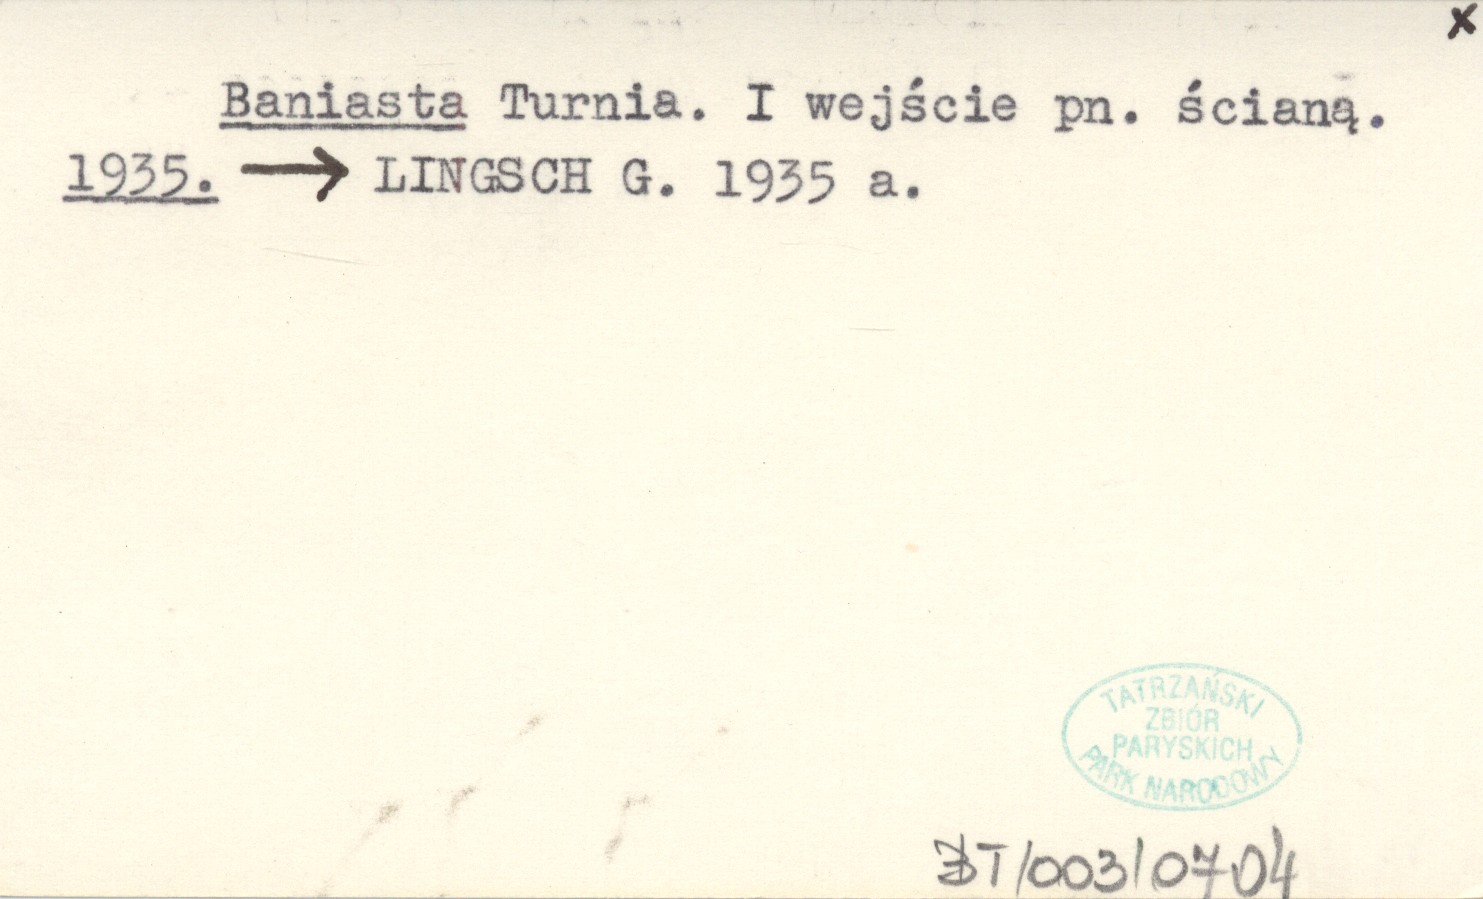 x
Baniasta Turnia. I wejście pn. ścianą.
1935. → LINGSCH G. 1935 a.
TATRZAŃSKI
ZBIÓR
PARYSKICH
PARK NARODOWY
BT/003/0704